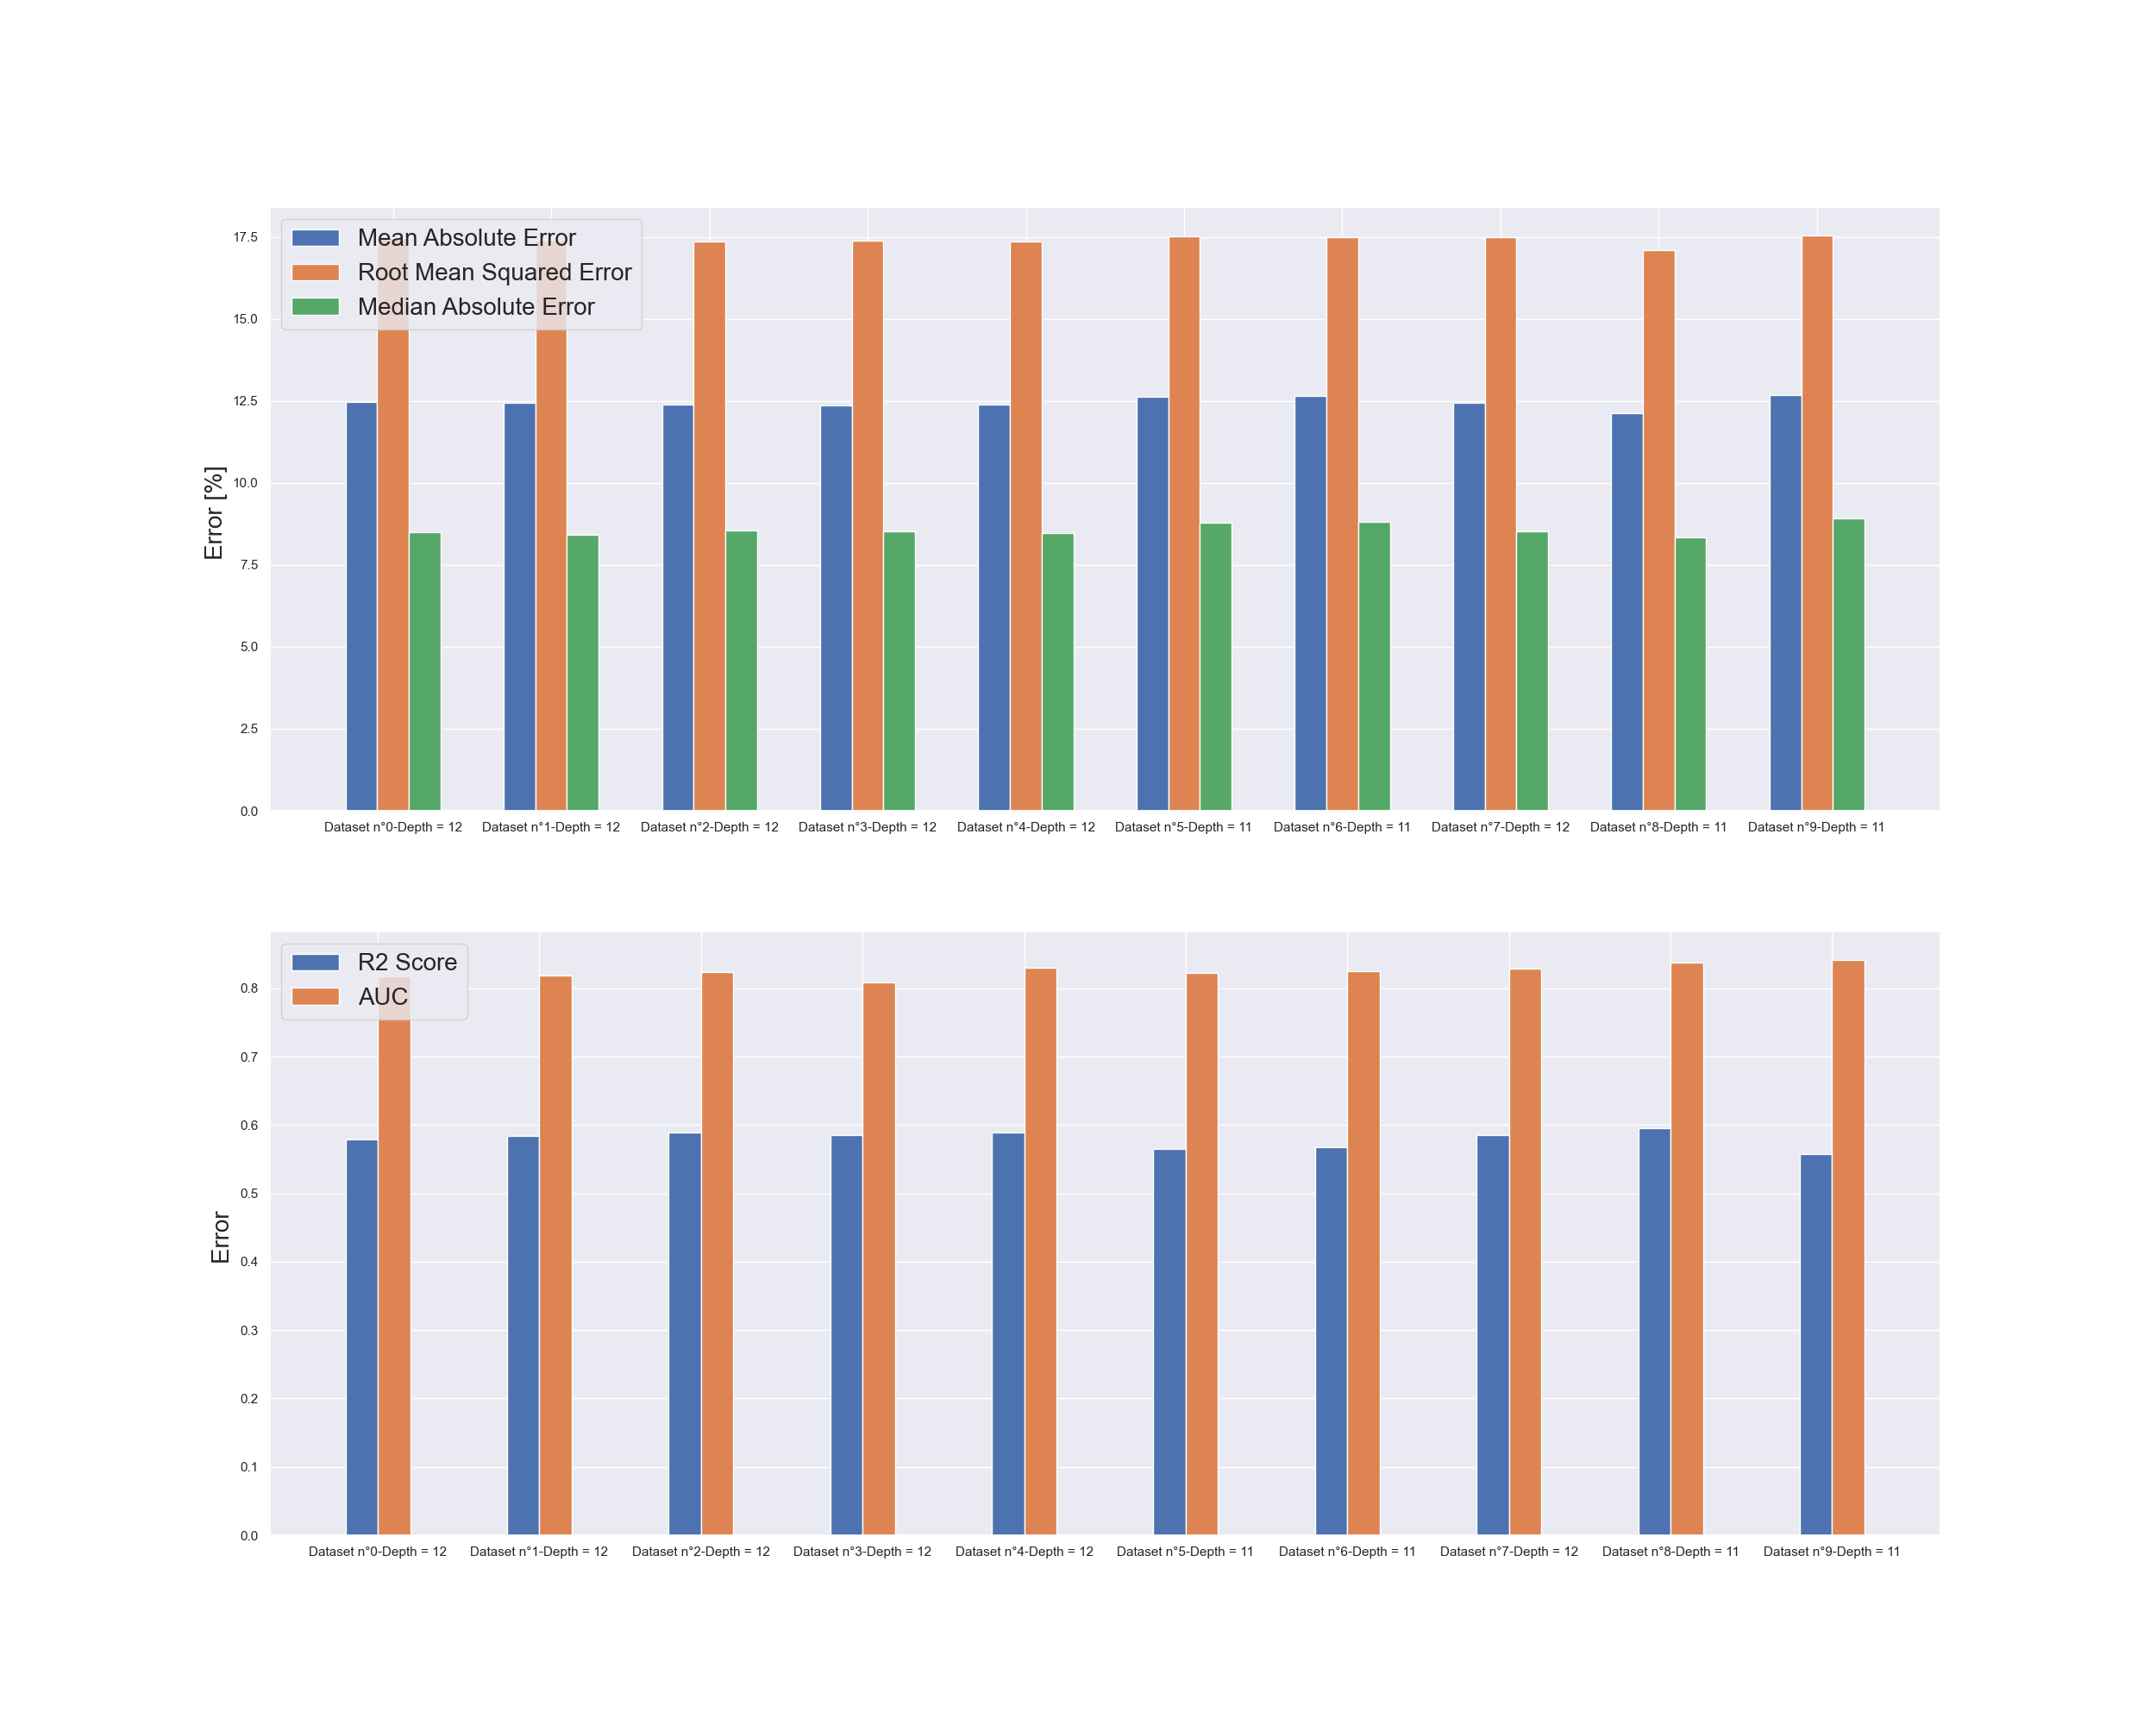 Mean Absolute Error
Root Mean Squared Error
Median Absolute Error
Error [%]
17.5
15.0
12.5
10.0
7.5
5.0
2.5
0.0
Dataset n°0-Depth = 12 Dataset n°1-Depth = 12 Dataset n°2-Depth = 12 Dataset n°3-Depth = 12 Dataset n°4-Depth = 12 Dataset n°5-Depth = 11 Dataset n°6-Depth = 11 Dataset n°7-Depth = 12 Dataset n°8-Depth = 11 Dataset n°9-Depth = 11
R2 Score
AUC
Error
0.8
0.7
0.6
0.5
0.4
0.3
0.2
0.1
0.0
Dataset n°0-Depth = 12 Dataset n°1-Depth = 12 Dataset n°2-Depth = 12 Dataset n°3-Depth = 12 Dataset n°4-Depth = 12 Dataset n°5-Depth = 11 Dataset n°6-Depth = 11 Dataset n°7-Depth = 12 Dataset n°8-Depth = 11 Dataset n°9-Depth = 11